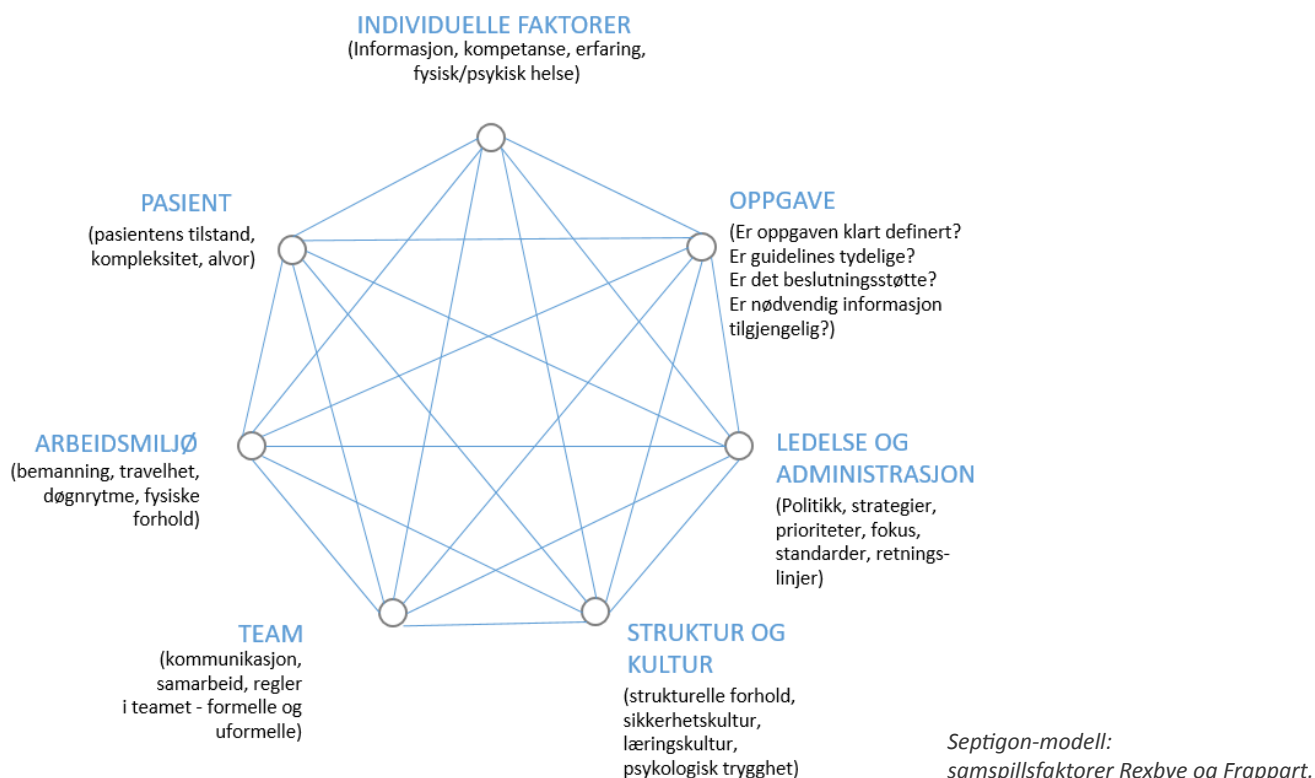 INDIVIDUELLE FAKTORER
(Informasjon, kompetanse, erfaring,
fysisk/psykisk helse)
PASIENT
(pasientens tilstand,
kompleksitet, alvor)
OPPGAVE
(Er oppgaven klart definert?
Er guidelines tydelige?
Er det beslutningsstøtte?
Er nødvendig informasjon
tilgjengelig?)
ARBEIDSMILJØ
(bemanning, travelhet,
døgnrytme, fysiske
forhold)
LEDELSE OG
ADMINISTRASJON
(Politikk, strategier,
prioriteter, fokus,
standarder, retnings-
linjer)
TEAM
(kommunikasjon,
samarbeid, regler
i teamet - formelle og
uformelle)
STRUKTUR OG
KULTUR
(strukturelle forhold,
sikkerhetskultur,
læringskultur,
psykologisk trygghet)
Septigon-modell:
samspillsfaktorer Rexbye og Frappart.